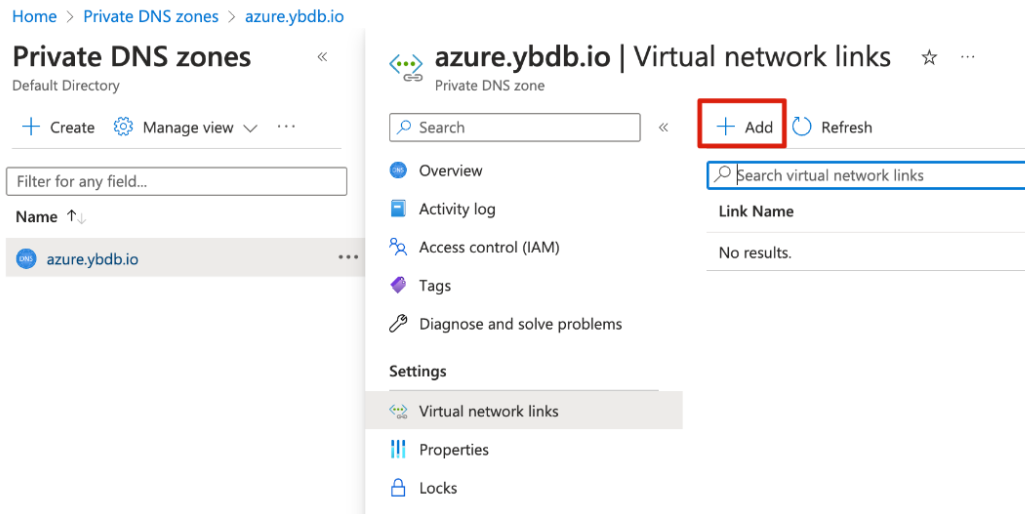 Home > Private DNS zones > azure.ybdb.io
Private DNS zones
Default Directory
Create
Manage view
Filter for any field...
Name
DNS azure.ybdb.io
azure.ybdb.io | Virtual network links
Private DNS zone
Search
Add
Refresh
DNS Overview
Activity log
Access control (IAM)
Tags
Diagnose and solve problems
Settings
Virtual network links
Properties
Locks
Search virtual network links
Link Name
No results.